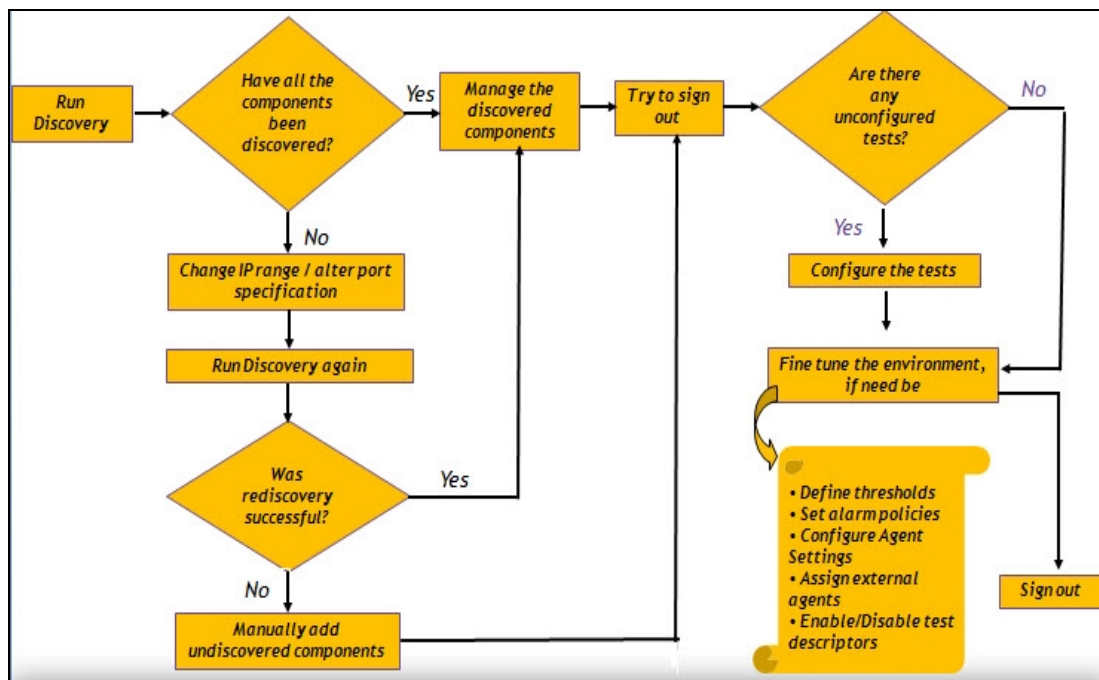 Run
Discovery
Have all the
components
been
discovered?
Yes
Manage the
discovered
components
Try to sign
out
Are there
any
unconfigured
tests?
No
No
Yes
Change IP range / alter port
specification
Configure the tests
Run Discovery again
Fine tune the environment,
if need be
Was
rediscovery
successful?
Yes
• Define thresholds
• Set alarm policies
• Configure Agent
Settings
• Assign external
agents
• Enable/Disable test
descriptors
Sign out
No
Manually add
undiscovered components